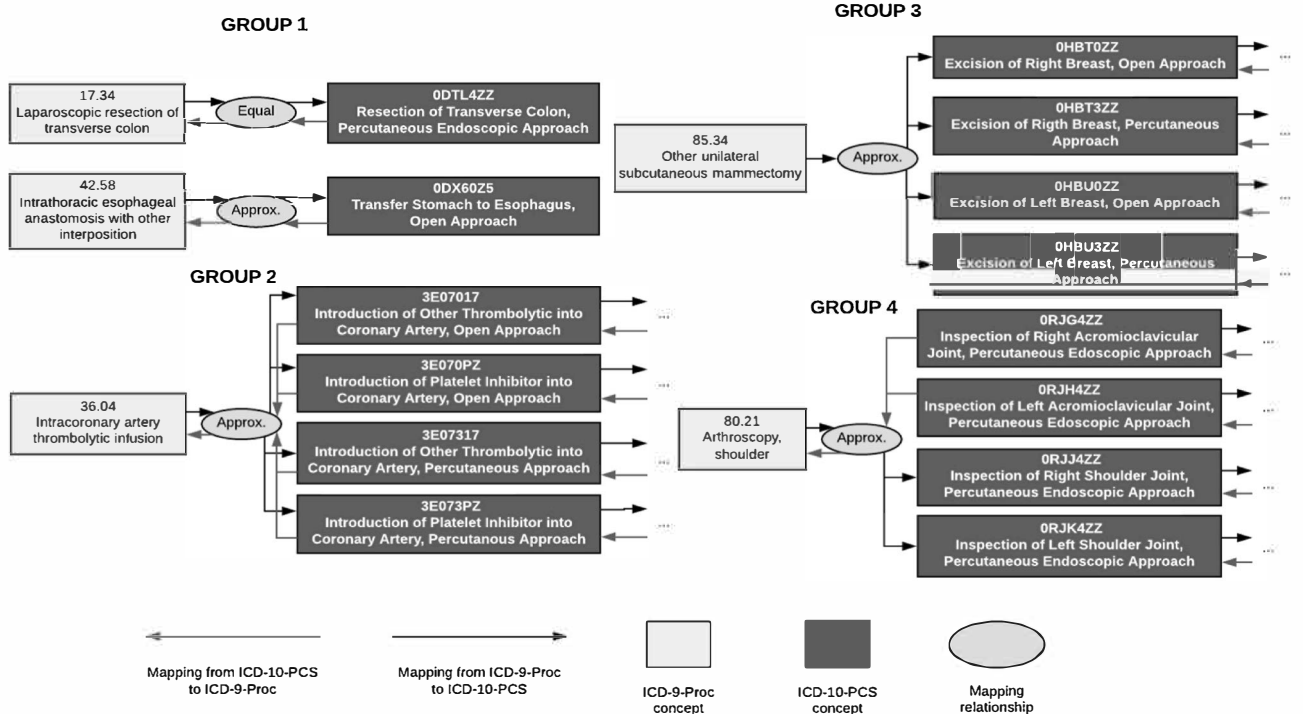 GROUP 1
17.34
Laparoscopic resection of
transverse colon
Equal
0DTL4ZZ
Resection of Transverse Colon,
Percutaneous Endoscopic Approach
42.58
Intrathoracic esophageal
anastomosis with other
interposition
Approx.
0DX60Z5
Transfer Stomach to Esophagus,
Open Approach
GROUP 2
36.04
Intracoronary artery
thrombolytic infusion
Approx.
3E07017
Introduction of Other Thrombolytic into
Coronary Artery, Open Approach
...
3E070PZ
Introduction of Platelet Inhibitor into
Coronary Artery, Open Approach
...
3E07317
Introduction of Other Thrombolytic into
Coronary Artery, Percutaneous Approach
...
3E073PZ
Introduction of Platelet Inhibitor into
Coronary Artery, Percutanous Approach
...
GROUP 3
85.34
Other unilateral
subcutaneous mammectomy
Approx.
0HBT0ZZ
Excision of Right Breast, Open Approach
...
0HBT3ZZ
Excision of Rigth Breast, Percutaneous
Approach
...
0HBU0ZZ
Excision of Left Breast, Open Approach
...
0HBU3ZZ
Excision of Left Breast, Percutaneous
Approach
...
GROUP 4
80.21
Arthroscopy,
shoulder
Approx.
0RJG4ZZ
Inspection of Right Acromioclavicular
Joint, Percutaneous Edoscopic Approach
...
0RJH4ZZ
Inspection of Left Acromioclavicular Joint,
Percutaneous Edoscopic Approach
...
0RJJ4ZZ
Inspection of Right Shoulder Joint,
Percutaneous Endoscopic Approach
...
0RJK4ZZ
Inspection of Left Shoulder Joint,
Percutaneous Endoscopic Approach
...
Mapping from ICD-10-PCS
to ICD-9-Proc
Mapping from ICD-9-Proc
to ICD-10-PCS
ICD-9-Proc
concept
ICD-10-PCS
concept
Mapping
relationship